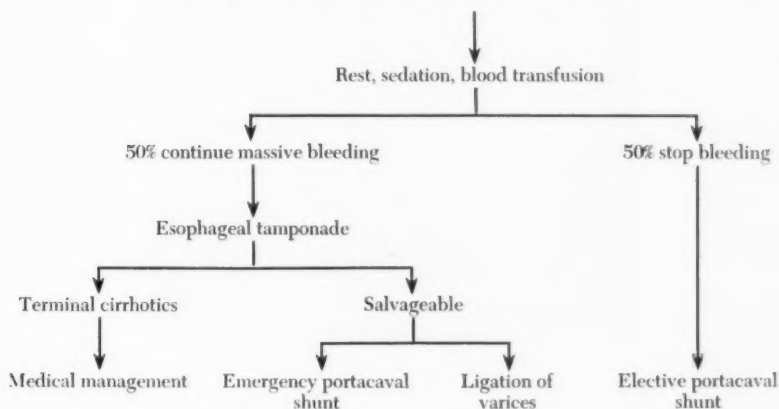 Rest, sedation, blood transfusion
50% continue massive bleeding
50% stop bleeding
Esophageal tamponade
Terminal cirrhotics
Salvageable
Medical management
Emergency portacaval
shunt
Ligation of
varices
Elective portacaval
shunt